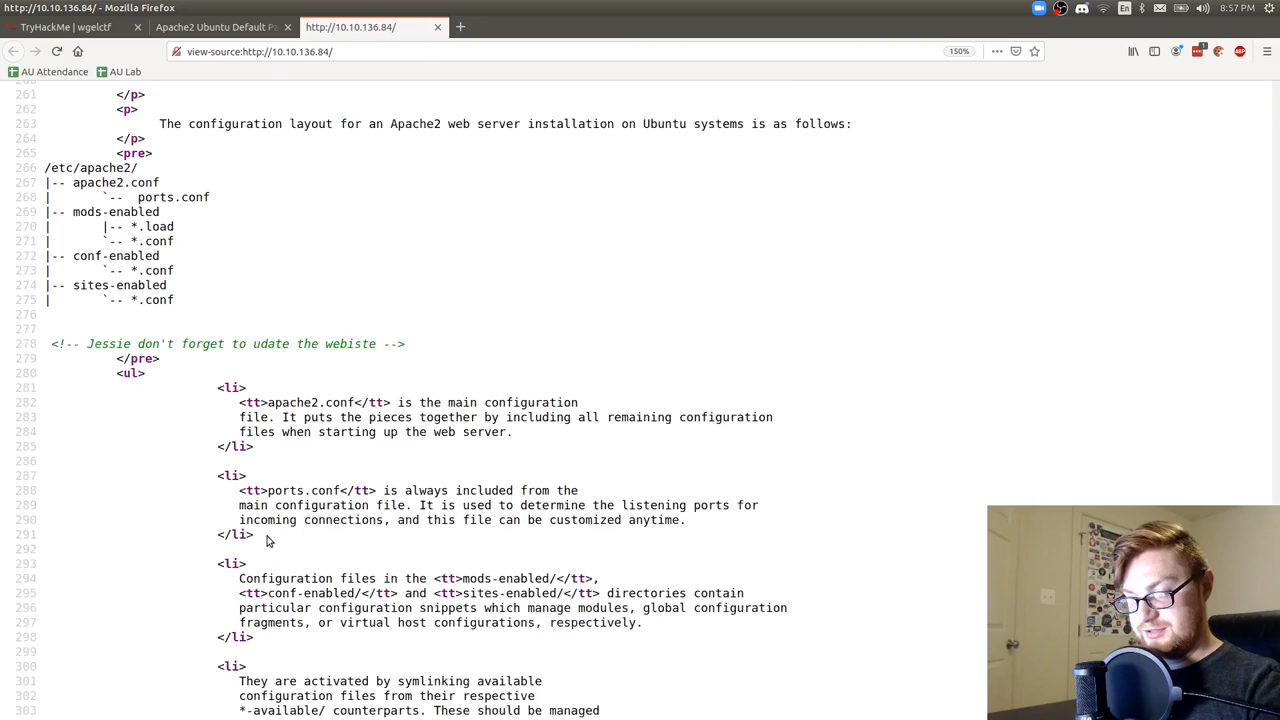 http://10.10.136.84/ - Mozilla Firefox
En
8:57 PM
TryHackMe | wgelctf
Apache2 Ubuntu Default Pa
http://10.10.136.84/
view-source:http://10.10.136.84/
150%
AU Attendance
AU Lab
261 </p>
262 <p>
263 The configuration layout for an Apache2 web server installation on Ubuntu systems is as follows:
264 </p>
265 <pre>
266 /etc/apache2/
267 |-- apache2.conf
268 | `-- ports.conf
269 |-- mods-enabled
270 | |-- *.load
271 | `-- *.conf
272 |-- conf-enabled
273 | `-- *.conf
274 |-- sites-enabled
275 | `-- *.conf
276
277
278 <!-- Jessie don't forget to udate the webiste -->
279 </pre>
280 <ul>
281 <li>
282 <tt>apache2.conf</tt> is the main configuration
283 file. It puts the pieces together by including all remaining configuration
284 files when starting up the web server.
285 </li>
286
287 <li>
288 <tt>ports.conf</tt> is always included from the
289 main configuration file. It is used to determine the listening ports for
290 incoming connections, and this file can be customized anytime.
291 </li>
292
293 <li>
294 Configuration files in the <tt>mods-enabled/</tt>,
295 <tt>conf-enabled/</tt> and <tt>sites-enabled/</tt> directories contain
296 particular configuration snippets which manage modules, global configuration
297 fragments, or virtual host configurations, respectively.
298 </li>
299
300 <li>
301 They are activated by symlinking available
302 configuration files from their respective
303 *-available/ counterparts. These should be managed